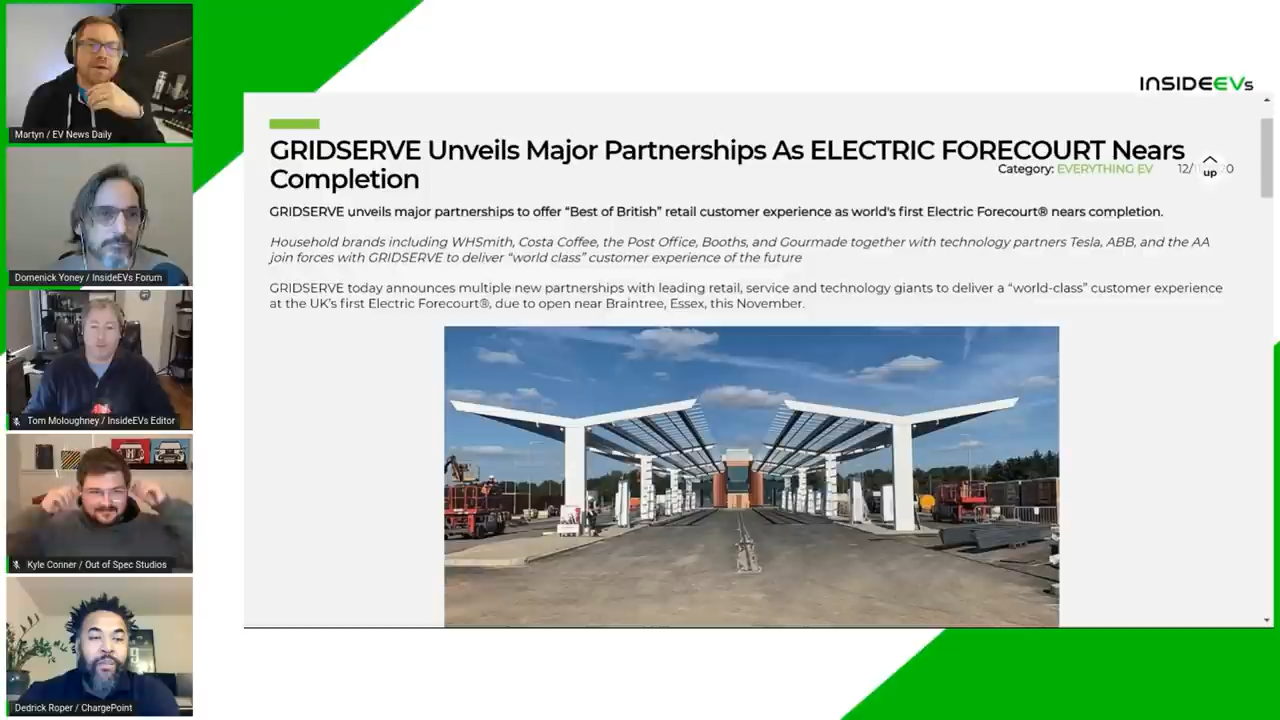 Martyn / EV News Daily
Domenick Yoney / InsideEVs Forum
Tom Moloughney / InsideEVs Editor
Kyle Conner / Out of Spec Studios
Dedrick Roper / ChargePoint
INSIDEEVs
GRIDSERVE Unveils Major Partnerships As ELECTRIC FORECOURT Nears
Completion
Category: EVERYTHING EV
up
GRIDSERVE unveils major partnerships to offer “Best of British” retail customer experience as world's first Electric Forecourt® nears completion.
Household brands including WHSmith, Costa Coffee, the Post Office, Booths, and Gourmade together with technology partners Tesla, ABB, and the AA
join forces with GRIDSERVE to deliver “world class” customer experience of the future
GRIDSERVE today announces multiple new partnerships with leading retail, service and technology giants to deliver a “world-class” customer experience
at the UK’s first Electric Forecourt®, due to open near Braintree, Essex, this November.